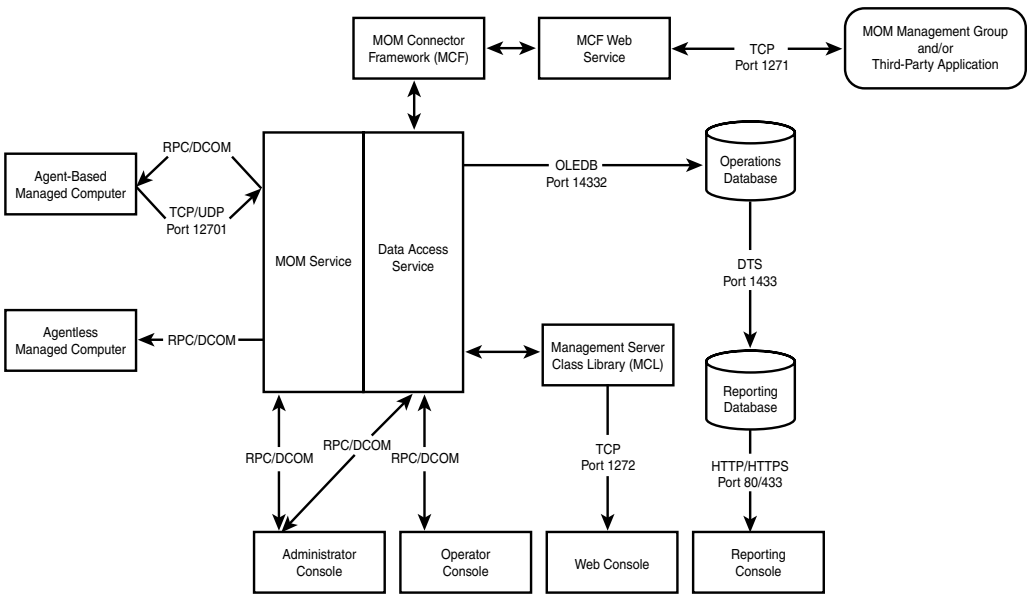 MOM Connector
Framework (MCF)
MCF Web
Service
TCP
Port 1271
MOM Management Group
and/or
Third-Party Application
RPC/DCOM
Agent-Based
Managed Computer
TCP/UDP
Port 12701
OLEDB
Port 14332
Operations
Database
MOM Service
Data Access
Service
DTS
Port 1433
Agentless
Managed Computer
RPC/DCOM
Management Server
Class Library (MCL)
Reporting
Database
RPC/DCOM
RPC/DCOM
RPC/DCOM
TCP
Port 1272
HTTP/HTTPS
Port 80/433
Administrator
Console
Operator
Console
Web Console
Reporting
Console